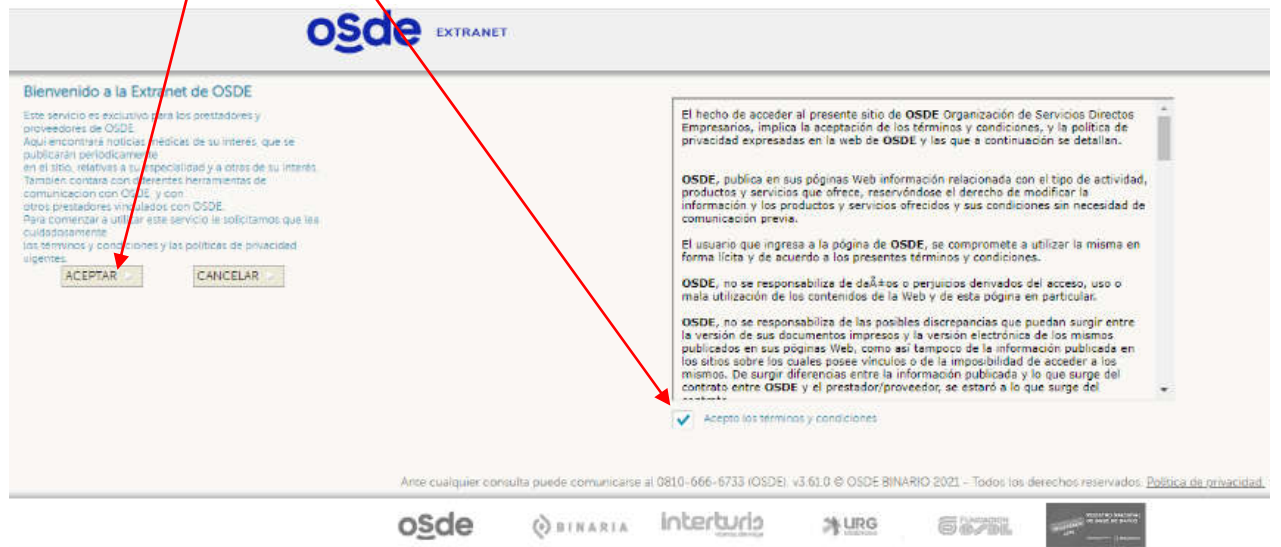 osde EXTRANET
Bienvenido a la Extranet de OSDE
Este servicio es exclusivo para los prestadores y
proveedores de OSDE.
Aqui encontrará noticias médicas de su interés, que se
publicarán periódicamente
en el sitio, relativas a su especialidad y a otras de su interés.
También contará con diferentes herramientas de
comunicación con OSDE, y con
otros prestadores vinculados con OSDE.
Para comenzar a utilizar este servicio le solicitamos que lea
cuidadosamente
los términos y condiciones y las políticas de privacidad
vigentes.
ACEPTAR
CANCELAR
El hecho de acceder al presente sitio de OSDE Organización de Servicios Directos
Empresarios, implica la aceptación de los términos y condiciones, y la política de
privacidad expresadas en la web de OSDE y las que a continuación se detallan.
OSDE, publica en sus póginas Web información relacionada con el tipo de actividad,
productos y servicios que ofrece, reservóndose el derecho de modificar la
información y los productos y servicios ofrecidos y sus condiciones sin necesidad de
comunicación previa.
El usuario que ingresa a la pógina de OSDE, se compromete a utilizar la misma en
forma lícita y de acuerdo a los presentes términos y condiciones.
OSDE, no se responsabiliza de daÃ±os o perjuicios derivados del acceso, uso o
mala utilización de los contenidos de la Web y de esta pógina en particular.
OSDE, no se responsabiliza de las posibles discrepancias que puedan surgir entre
la versión de sus documentos impresos y la versión electrónica de los mismos
publicados en sus póginas Web, como así tampoco de la información publicada en
los sitios sobre los cuales posee vínculos o de la imposibilidad de acceder a los
mismos. De surgir diferencias entre la información publicada y lo que surge del
contrato entre OSDE y el prestador/proveedor, se estaró a lo que surge del
Acepto los términos y condiciones
Ante cualquier consulta puede comunicarse al 0810-666-6733 (OSDE). v3.61.0 © OSDE BINARIO 2021 - Todos los derechos reservados. Política de privacidad.
osde BINARIA interturis URG